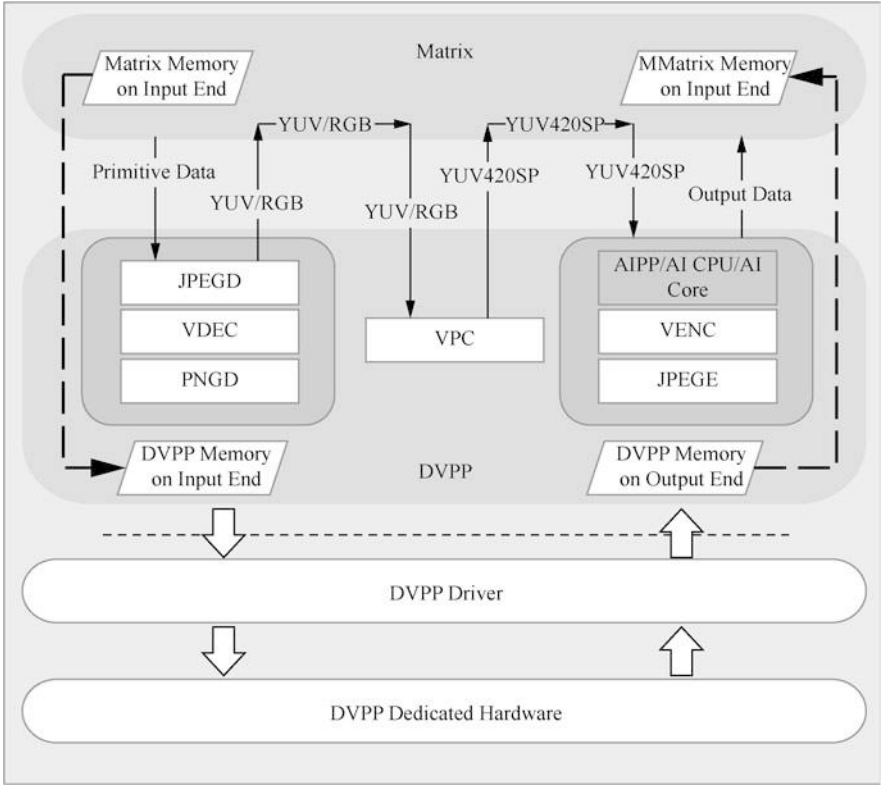 Matrix
Matrix Memory
on Input End
MMatrix Memory
on Input End
YUV/RGB
YUV420SP
Primitive Data
YUV/RGB
YUV/RGB
YUV420SP
YUV420SP
Output Data
JPEGD
VDEC
PNGD
VPC
AIPP/AI CPU/AI
Core
VENC
JPEGE
DVPP Memory
on Input End
DVPP
DVPP Memory
on Output End
DVPP Driver
DVPP Dedicated Hardware